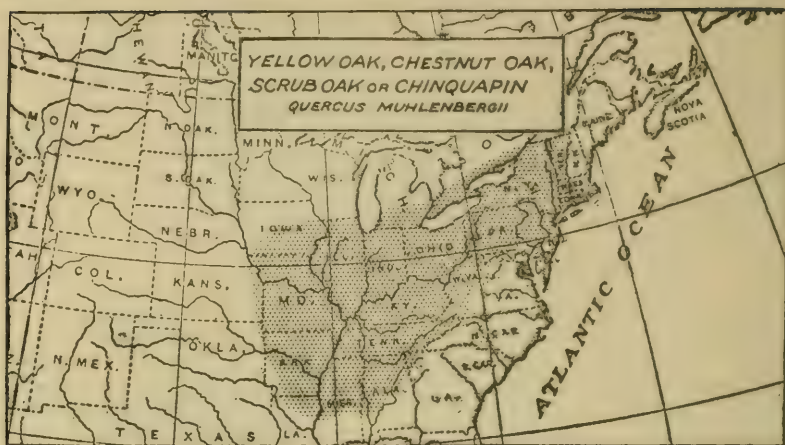 YELLOW OAK, CHESTNUT OAK,
SCRUB OAK OR CHINQUAPIN
QUERCUS MUHLENBERGII
MANITO
MONT.
N. DAK.
MINN.
MAINE
NOVA
SCOTIA
S. DAK.
WIS.
WYO.
IOWA
NEBR.
OHIO
PA.
IND.
COL.
KANS.
MO.
KY.
VA.
OKLA.
TENN.
N. CAR.
ARK.
S. CAR.
N. MEX.
ALA.
GA.
TEXAS
LA.
ATLANTIC OCEAN